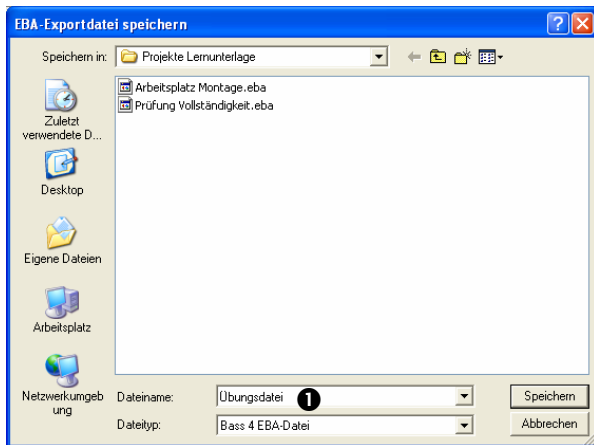 EBA-Exportdatei speichern
Speichern in:
Projekte Lernunterlage
Arbeitsplatz Montage.eba
Prüfung Vollständigkeit.eba
Zuletzt
verwendete D...
Desktop
Eigene Dateien
Arbeitsplatz
Netzwerkumgeb
ung
Dateiname:
Übungsdatei
1
Speichern
Dateityp:
Bass 4 EBA-Datei
Abbrechen